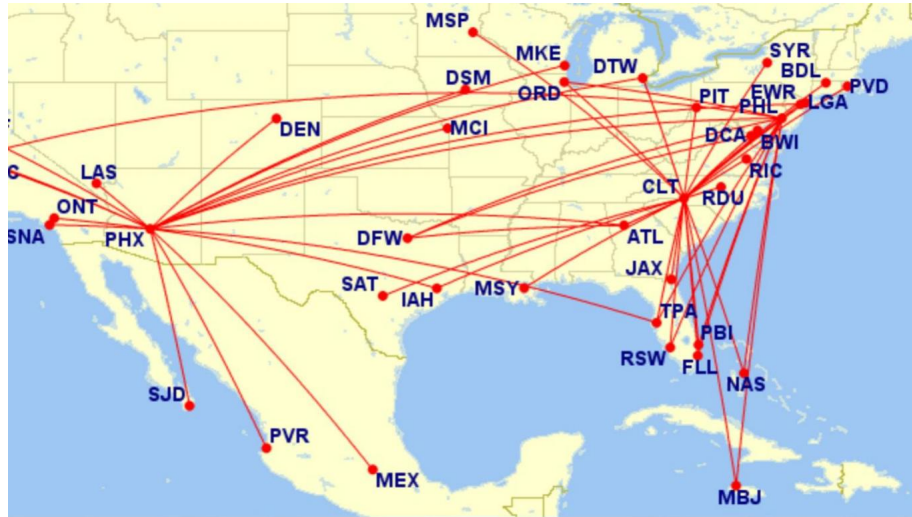 MSP
MKE
DTW
SYR
BDL
DSM
ORD
PIT
EWR
PVD
PHL
LGA
DEN
MCI
DCA
BWI
LAS
CLT
RIC
C
RDU
ONT
SNA
PHX
DFW
ATL
JAX
SAT
IAH
MSY
TPA
PBI
RSW
FLL
NAS
SJD
PVR
MEX
MBJ